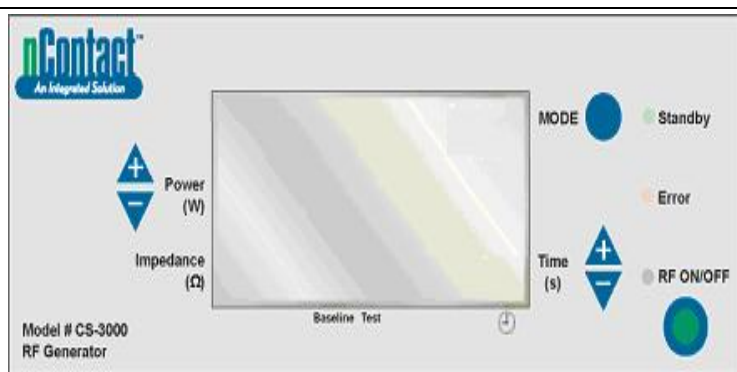 nContact™
An Integrated Solution
MODE
Standby
+
Power
(W)
−
Error
Impedance
(Ω)
Time
(s)
+
−
RF ON/OFF
Baseline Test
Model # CS-3000
RF Generator